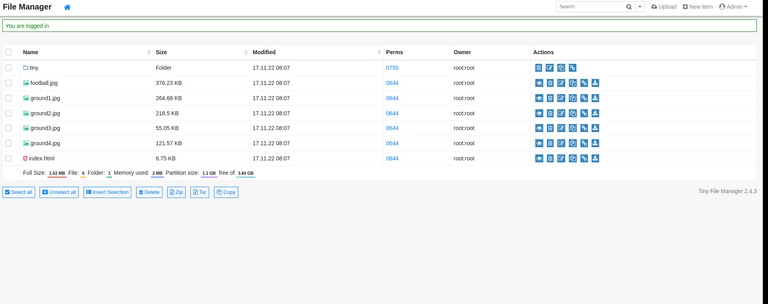 File Manager
Search
Upload
New Item
Admin
You are logged in
Name Size Modified Perms Owner Actions
tiny Folder 17.11.22 08:07 0755 root:root
football.jpg 376.23 KB 17.11.22 08:07 0644 root:root
ground1.jpg 264.68 KB 17.11.22 08:07 0644 root:root
ground2.jpg 218.5 KB 17.11.22 08:07 0644 root:root
ground3.jpg 55.05 KB 17.11.22 08:07 0644 root:root
ground4.jpg 121.57 KB 17.11.22 08:07 0644 root:root
index.html 6.75 KB 17.11.22 08:07 0644 root:root
Full Size: 1.02 MB File: 6 Folder: 1 Memory used: 2 MB Partition size: 1.1 GB free of 3.84 GB
Select all Unselect all Invert Selection Delete Zip Tar Copy
Tiny File Manager 2.4.3